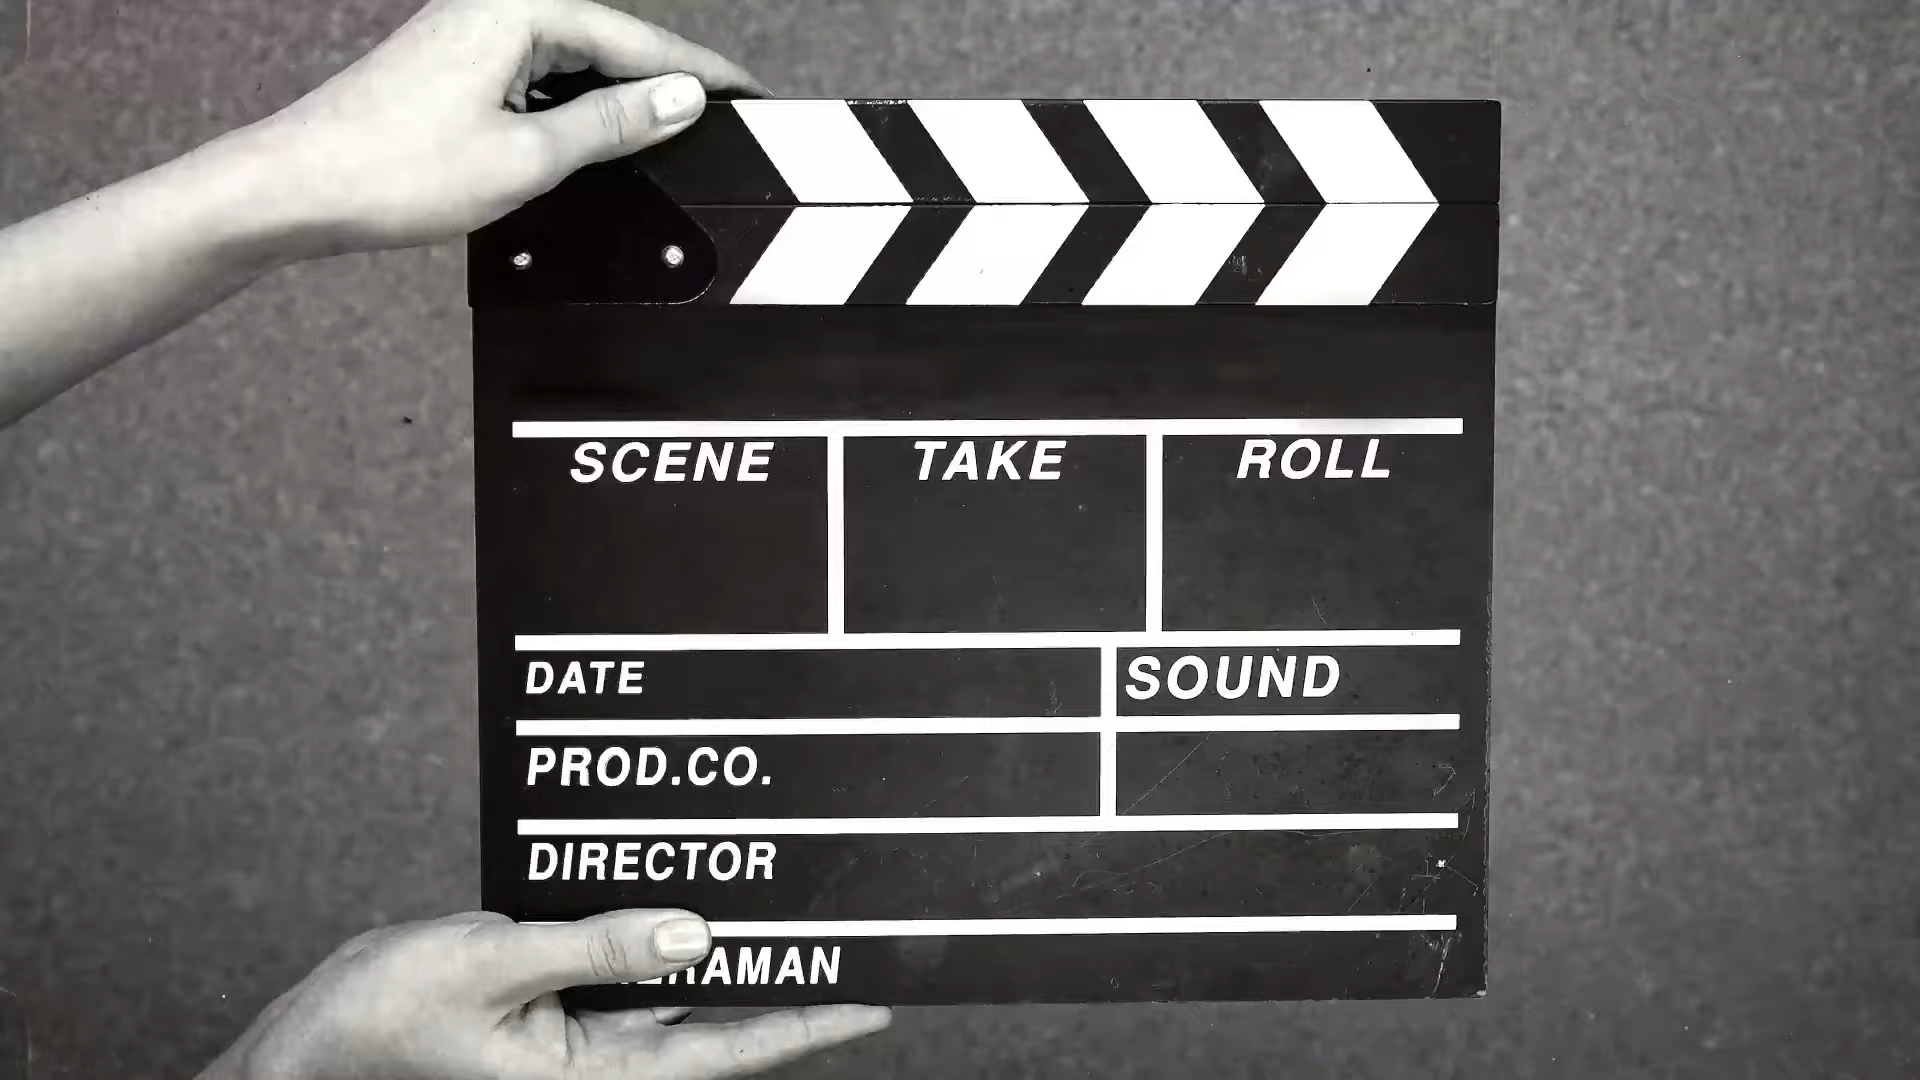 SCENE TAKE ROLL
DATE SOUND
PROD.CO.
DIRECTOR